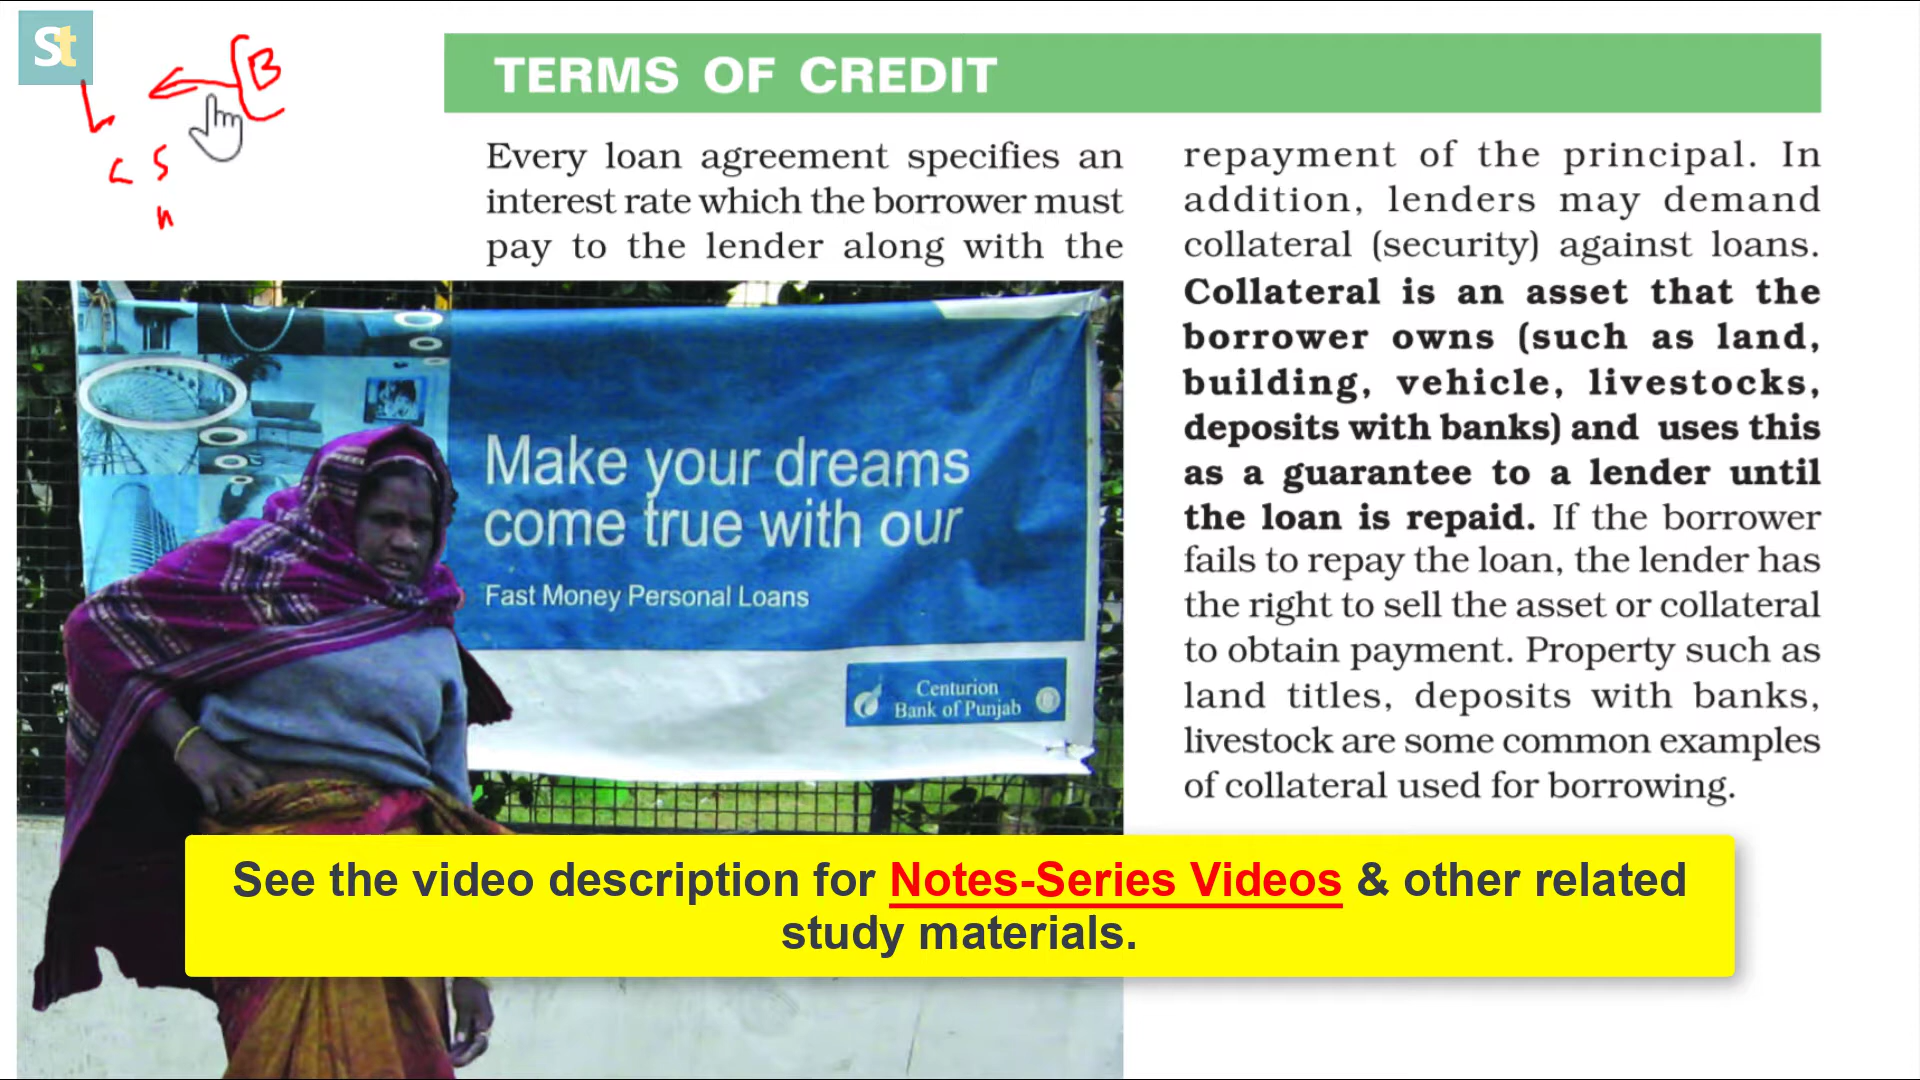 St
B
L
C S
n
TERMS OF CREDIT
Every loan agreement specifies an
interest rate which the borrower must
pay to the lender along with the
repayment of the principal. In
addition, lenders may demand
collateral (security) against loans.
Collateral is an asset that the
borrower owns (such as land,
building, vehicle, livestocks,
deposits with banks) and uses this
as a guarantee to a lender until
the loan is repaid. If the borrower
fails to repay the loan, the lender has
the right to sell the asset or collateral
to obtain payment. Property such as
land titles, deposits with banks,
livestock are some common examples
of collateral used for borrowing.
Make your dreams
come true with our
Fast Money Personal Loans
Centurion
Bank of Punjab
See the video description for Notes-Series Videos & other related
study materials.